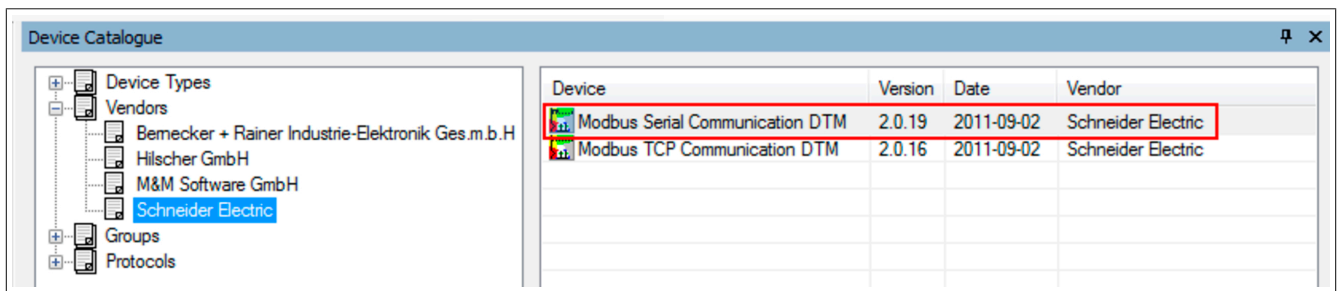 Device Catalogue
Device Types
Vendors
Bernecker + Rainer Industrie-Elektronik Ges.m.b.H
Hilscher GmbH
M&M Software GmbH
Schneider Electric
Groups
Protocols
Device Version Date Vendor
Modbus Serial Communication DTM 2.0.19 2011-09-02 Schneider Electric
Modbus TCP Communication DTM 2.0.16 2011-09-02 Schneider Electric